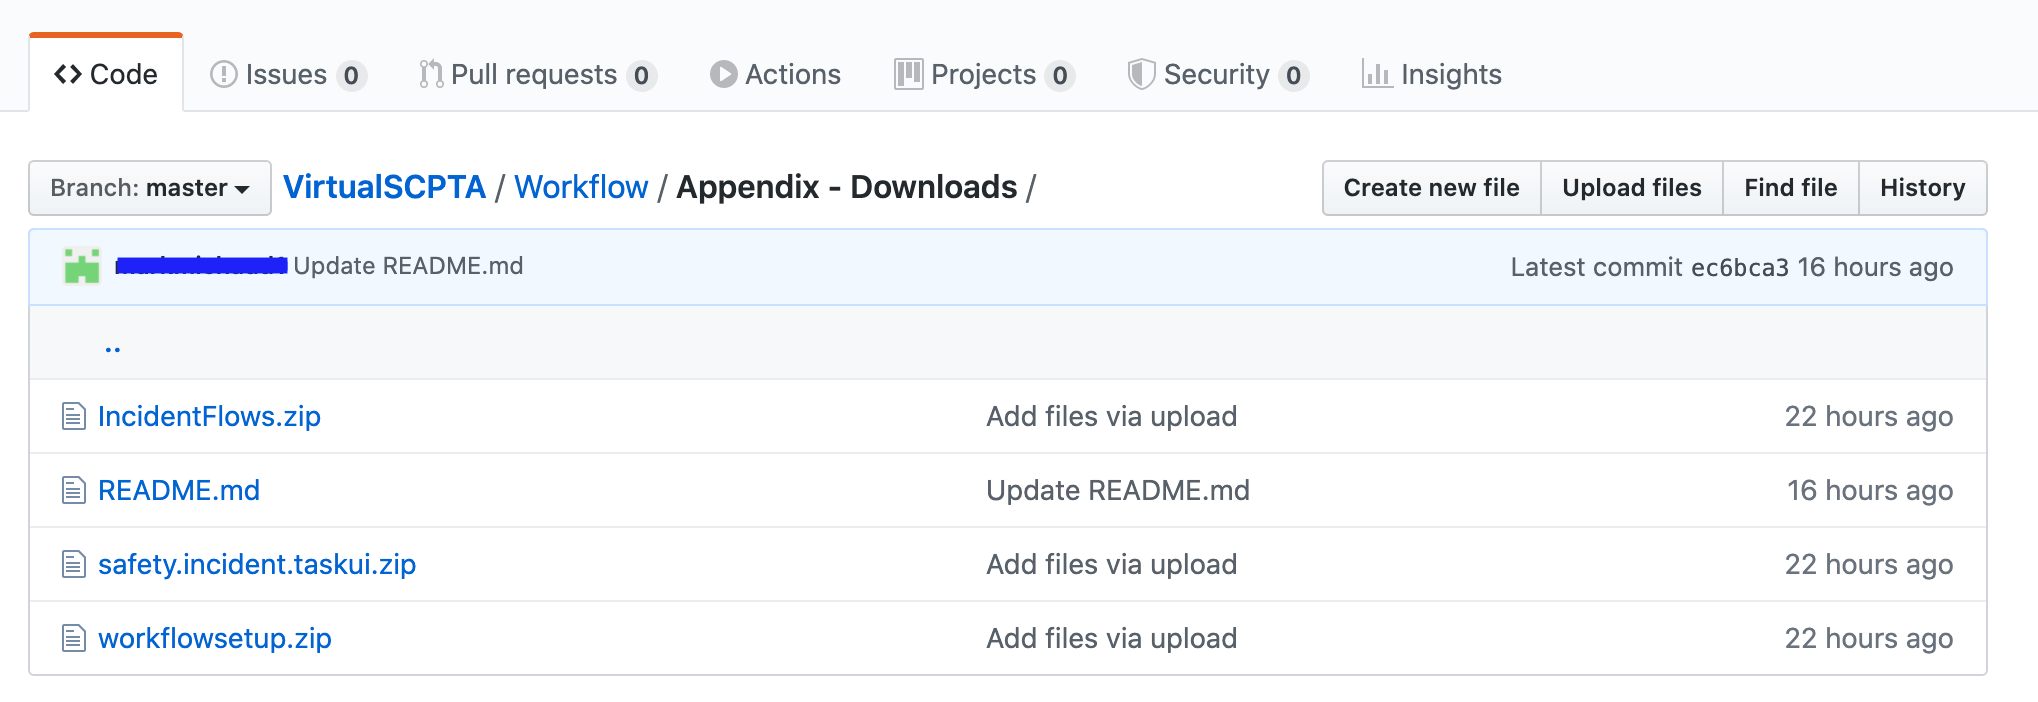 Code Issues 0 Pull requests 0 Actions Projects 0 Security 0 Insights
Branch: master VirtualSCPTA / Workflow / Appendix - Downloads / Create new file Upload files Find file History
Update README.md Latest commit ec6bca3 16 hours ago
..
IncidentFlows.zip Add files via upload 22 hours ago
README.md Update README.md 16 hours ago
safety.incident.taskui.zip Add files via upload 22 hours ago
workflowsetup.zip Add files via upload 22 hours ago